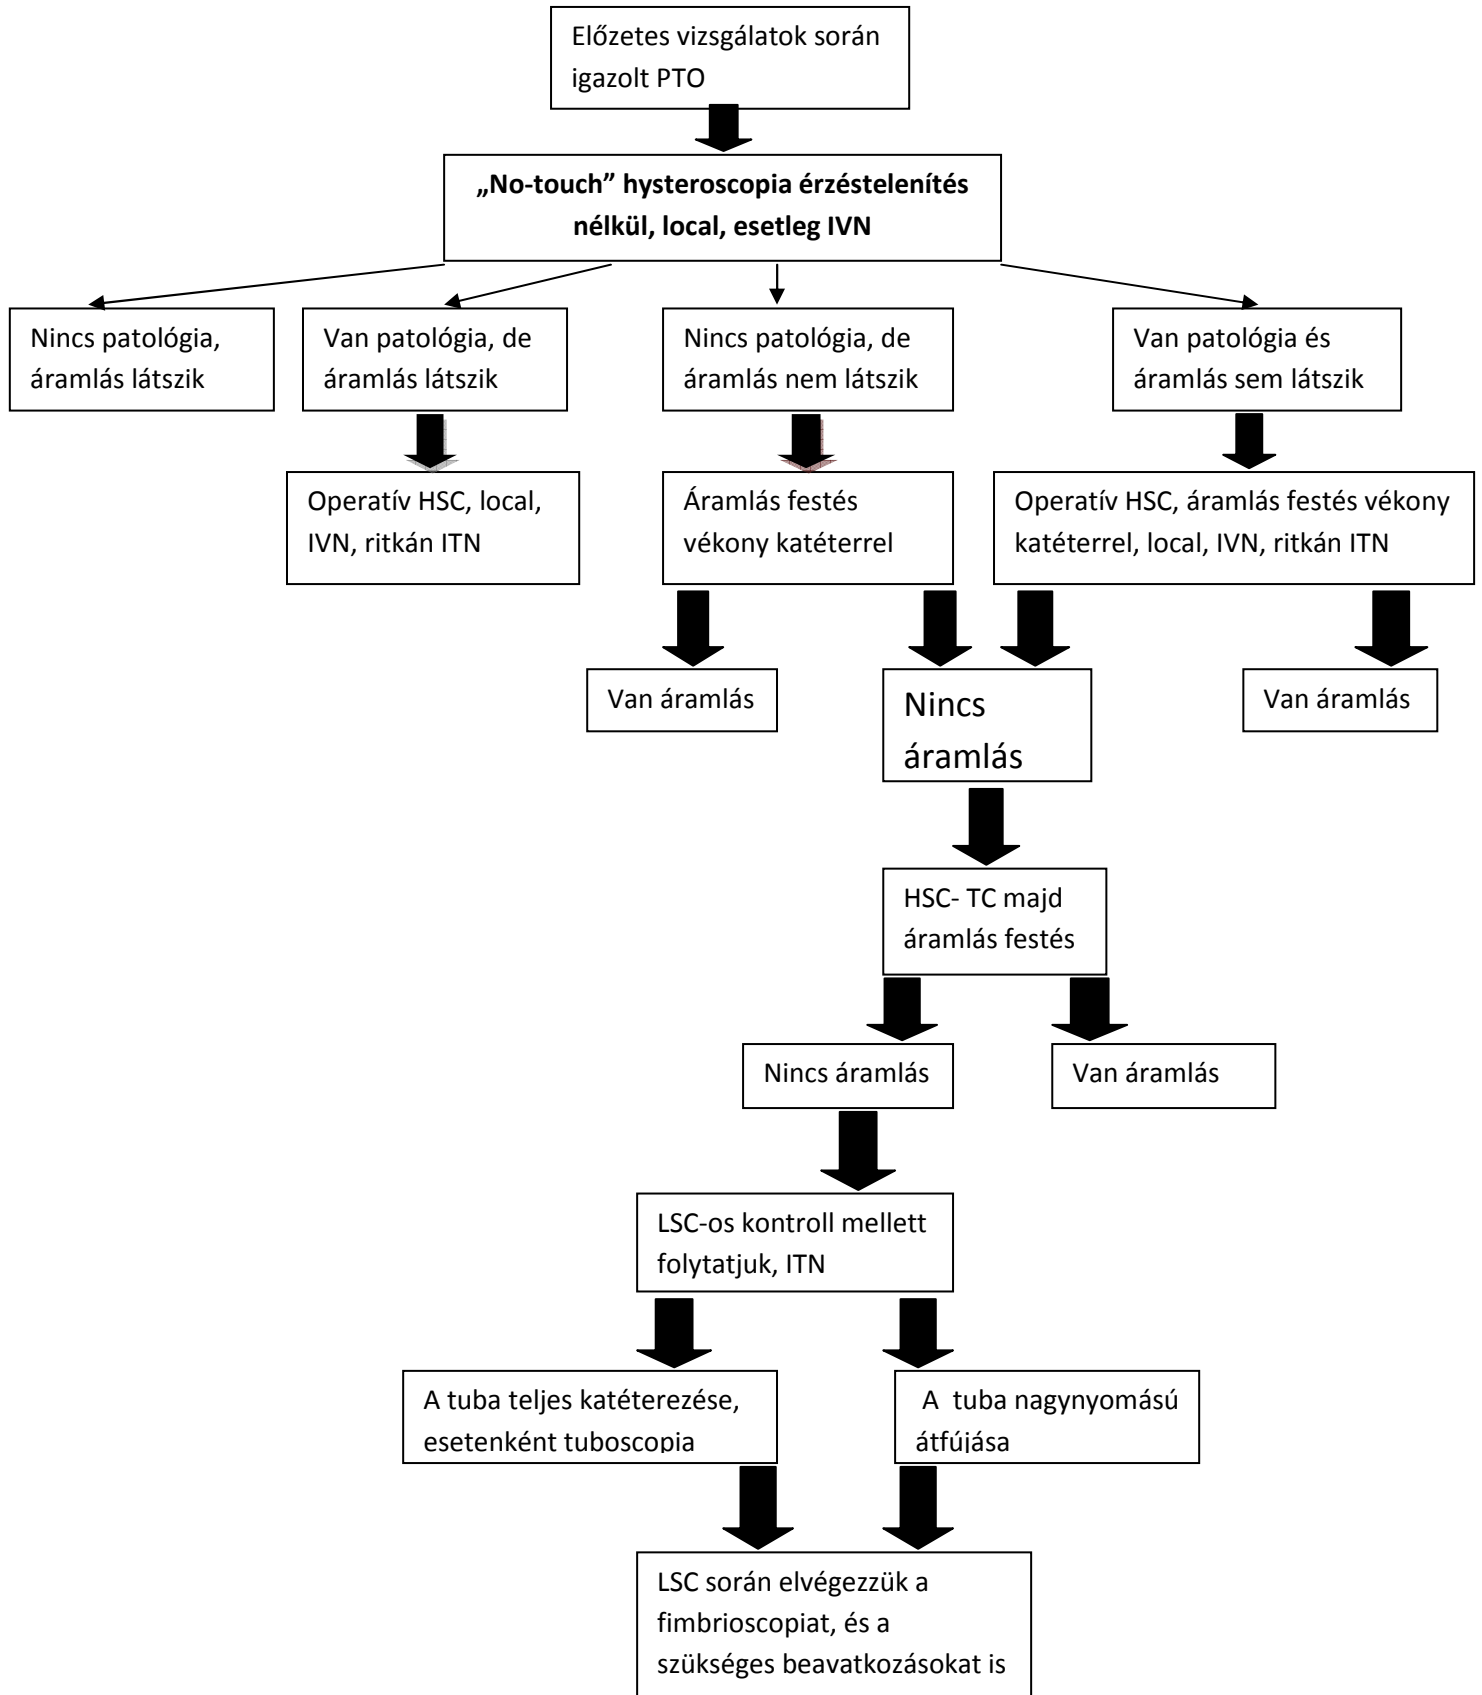 Előzetes vizsgálatok során
igazolt PTO
„No-touch” hysteroscopia érzéstelenítés
nélkül, local, esetleg IVN
Nincs patológia,
áramlás látszik
Van patológia, de
áramlás látszik
Nincs patológia, de
áramlás nem látszik
Van patológia és
áramlás sem látszik
Operatív HSC, local,
IVN, ritkán ITN
Áramlás festés
vékony katéterrel
Operatív HSC, áramlás festés vékony
katéterrel, local, IVN, ritkán ITN
Van áramlás
Nincs
áramlás
Van áramlás
HSC- TC majd
áramlás festés
Nincs áramlás
Van áramlás
LSC-os kontroll mellett
folytatjuk, ITN
A tuba teljes katéterezése,
esetenként tuboscopia
A  tuba nagynyomású
átfújása
LSC során elvégezzük a
fimbrioscopiat, és a
szükséges beavatkozásokat is